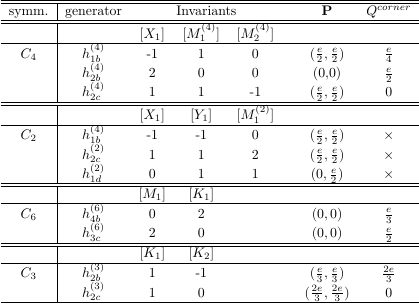 symm. generator Invariants P Q^{corner}
[X_1] [M_1^{(4)}] [M_2^{(4)}]
C_4 h_{1b}^{(4)} -1 1 0 (\frac{e}{2}, \frac{e}{2}) \frac{e}{4}
h_{2b}^{(4)} 2 0 0 (0,0) \frac{e}{2}
h_{2c}^{(4)} 1 1 -1 (\frac{e}{2}, \frac{e}{2}) 0
[X_1] [Y_1] [M_1^{(2)}]
C_2 h_{1b}^{(4)} -1 -1 0 (\frac{e}{2}, \frac{e}{2}) ×
h_{2c}^{(2)} 1 1 2 (\frac{e}{2}, \frac{e}{2}) ×
h_{1d}^{(2)} 0 1 1 (0, \frac{e}{2}) ×
[M_1] [K_1]
C_6 h_{4b}^{(6)} 0 2 (0, 0) \frac{e}{3}
h_{3c}^{(6)} 2 0 (0, 0) \frac{e}{2}
[K_1] [K_2]
C_3 h_{2b}^{(3)} 1 -1 (\frac{e}{3}, \frac{e}{3}) \frac{2e}{3}
h_{2c}^{(3)} 1 0 (\frac{2e}{3}, \frac{2e}{3}) 0